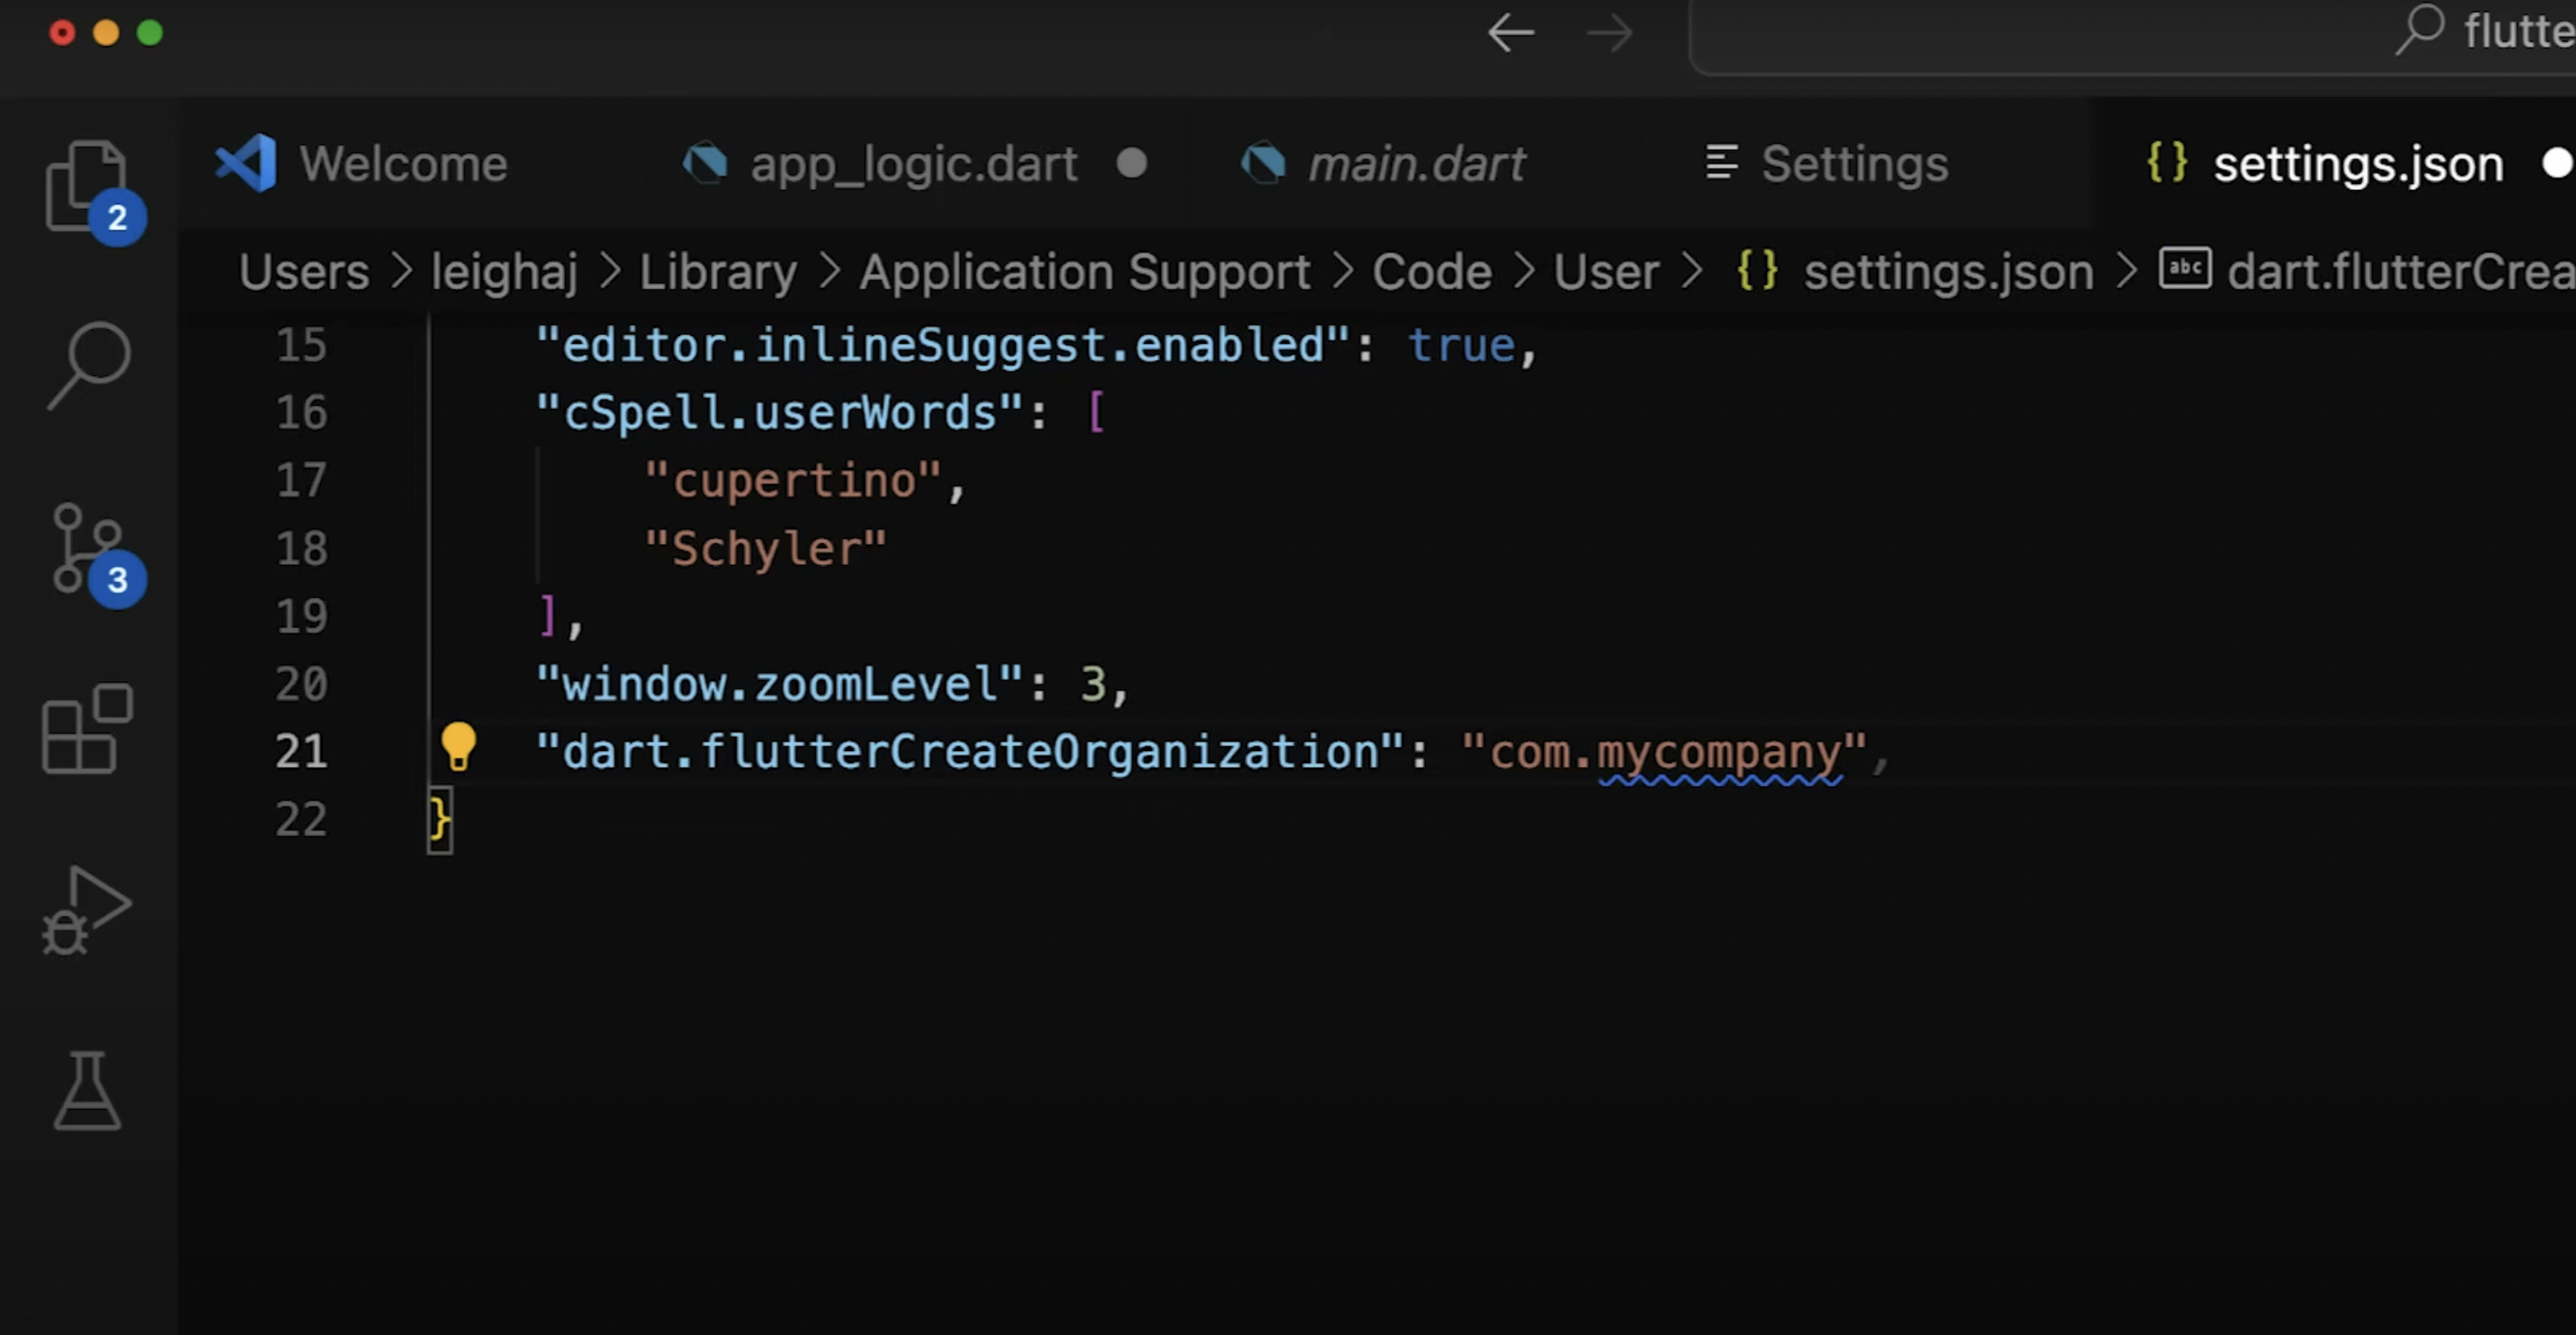 flutte
Welcome
app_logic.dart
main.dart
Settings
{} settings.json
Users > leighaj > Library > Application Support > Code > User > {} settings.json > abc dart.flutterCrea
15 "editor.inlineSuggest.enabled": true,
16 "cSpell.userWords": [
17 "cupertino",
18 "Schyler"
19 ],
20 "window.zoomLevel": 3,
21 "dart.flutterCreateOrganization": "com.mycompany",
22 }
2
3